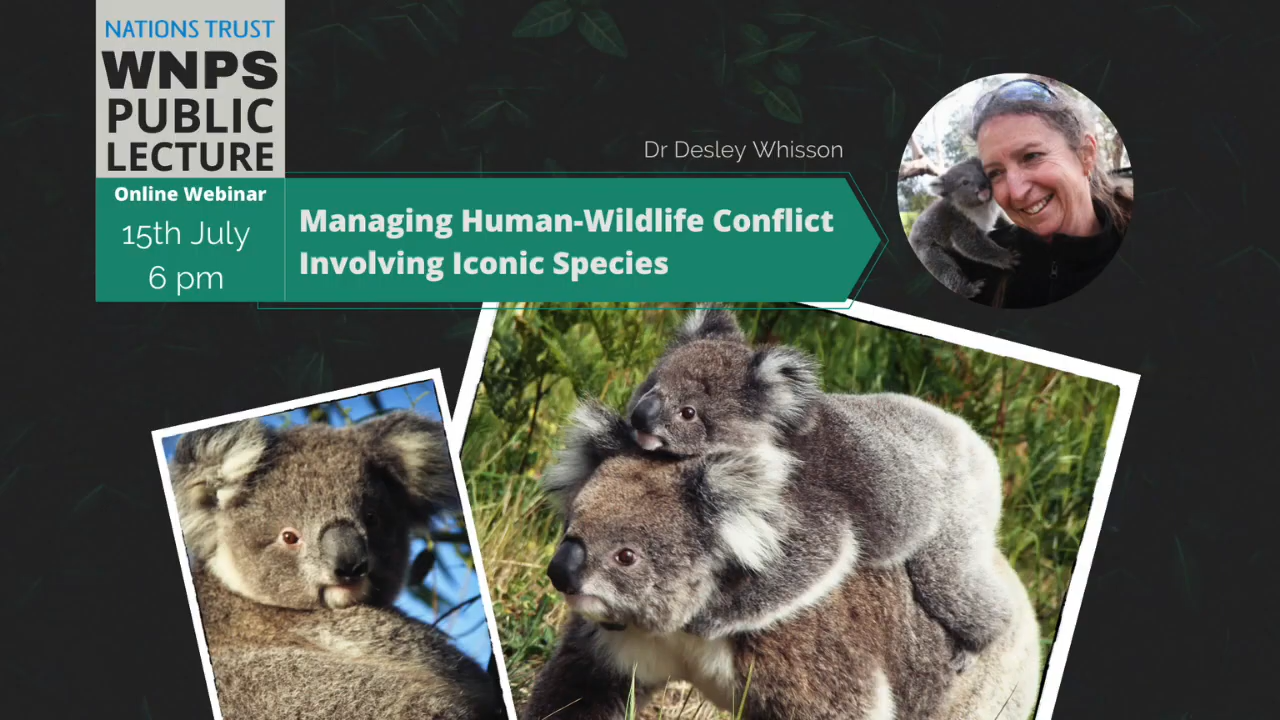 NATIONS TRUST
WNPS
PUBLIC
LECTURE
Online Webinar
15th July
6 pm
Dr Desley Whisson
Managing Human-Wildlife Conflict
Involving Iconic Species